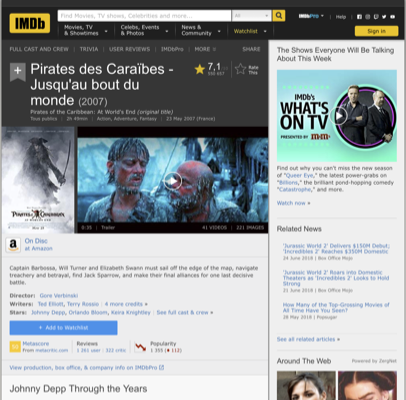 IMDb
Find Movies, TV shows, Celebrities and more...
All
IMDbPro
Help
Movies, TV
& Showtimes
Celebs, Events
& Photos
News &
Community
Watchlist
Sign in
FULL CAST AND CREW | TRIVIA | USER REVIEWS | IMDbPro | MORE
SHARE
Pirates des Caraïbes -
Jusqu'au bout du
monde (2007)
7,1
Rate
This
Pirates of the Caribbean: At World's End (original title)
Tous publics | 2h 49min | Action, Adventure, Fantasy | 23 May 2007 (France)
0:35 | Trailer
41 VIDEOS | 221 IMAGES
On Disc
at Amazon
Captain Barbossa, Will Turner and Elizabeth Swann must sail off the edge of the map, navigate
treachery and betrayal, find Jack Sparrow, and make their final alliances for one last decisive
battle.
Director: Gore Verbinski
Writers: Ted Elliott, Terry Rossio | 4 more credits »
Stars: Johnny Depp, Orlando Bloom, Keira Knightley | See full cast & crew »
+ Add to Watchlist
Metascore
From metacritic.com
Reviews
1 201 user | 322 critic
Popularity
1 355 (112)
View production, box office, & company info on IMDbPro
Johnny Depp Through the Years
The Shows Everyone Will Be Talking
About This Week
IMDb's
WHAT'S
ON TV
PRESENTED BY
Find out why you can't miss the new season
of "Queer Eye," the latest power-grabs on
"Billions," the brilliant pond-hopping comedy
"Catastrophe," and more.
Watch now »
Related News
'Jurassic World 2' Delivers $150M Debut;
'Incredibles 2' Reaches $350M Domestic
24 June 2018 | Box Office Mojo
'Jurassic World 2' Roars into Domestic
Theaters as 'Incredibles 2' Looks to Hold
Strong
21 June 2018 | Box Office Mojo
How Many of the Top-Grossing Movies of
All Time Have You Seen?
28 May 2018 | Popsugar
See all related articles »
Around The Web
Powered by ZergNet